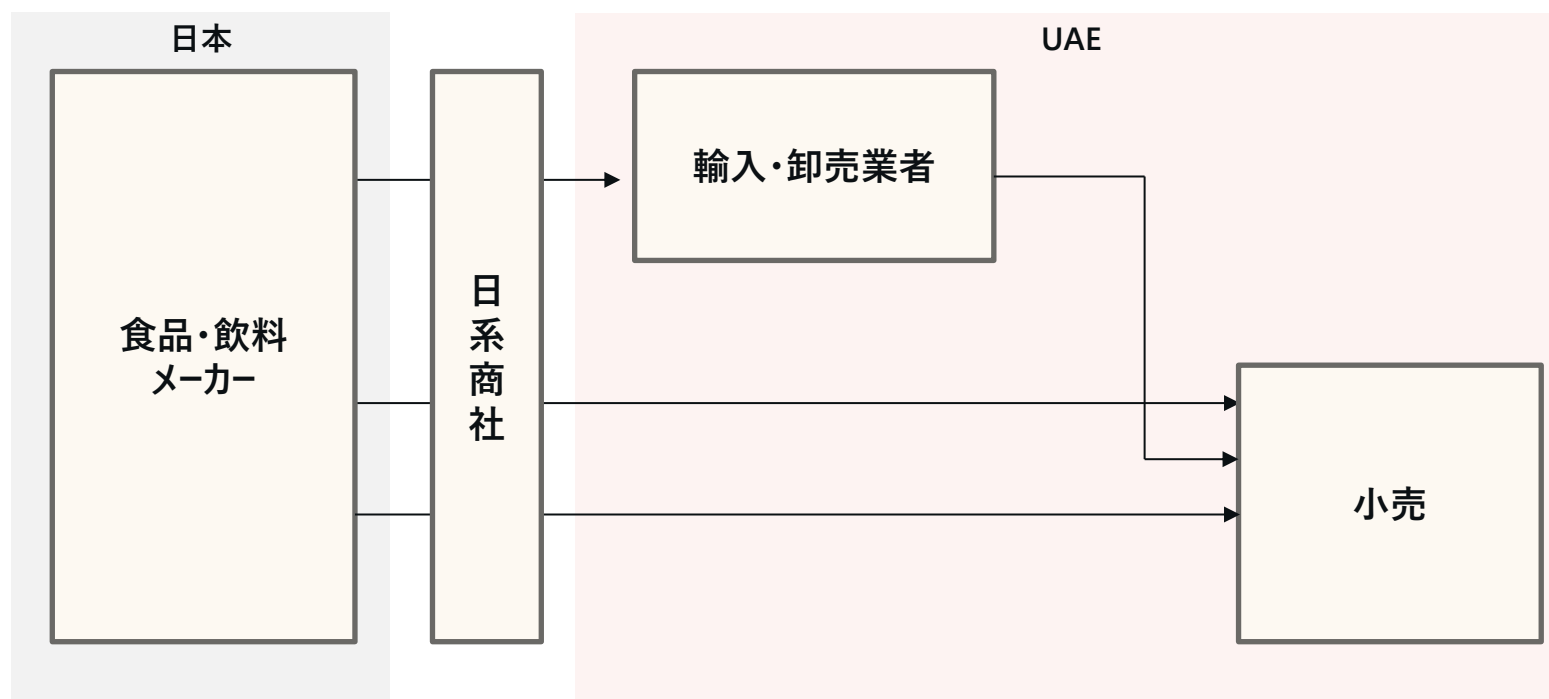 日本
UAE
食品・飲料
メーカー
日系商社
輸入・卸売業者
小売